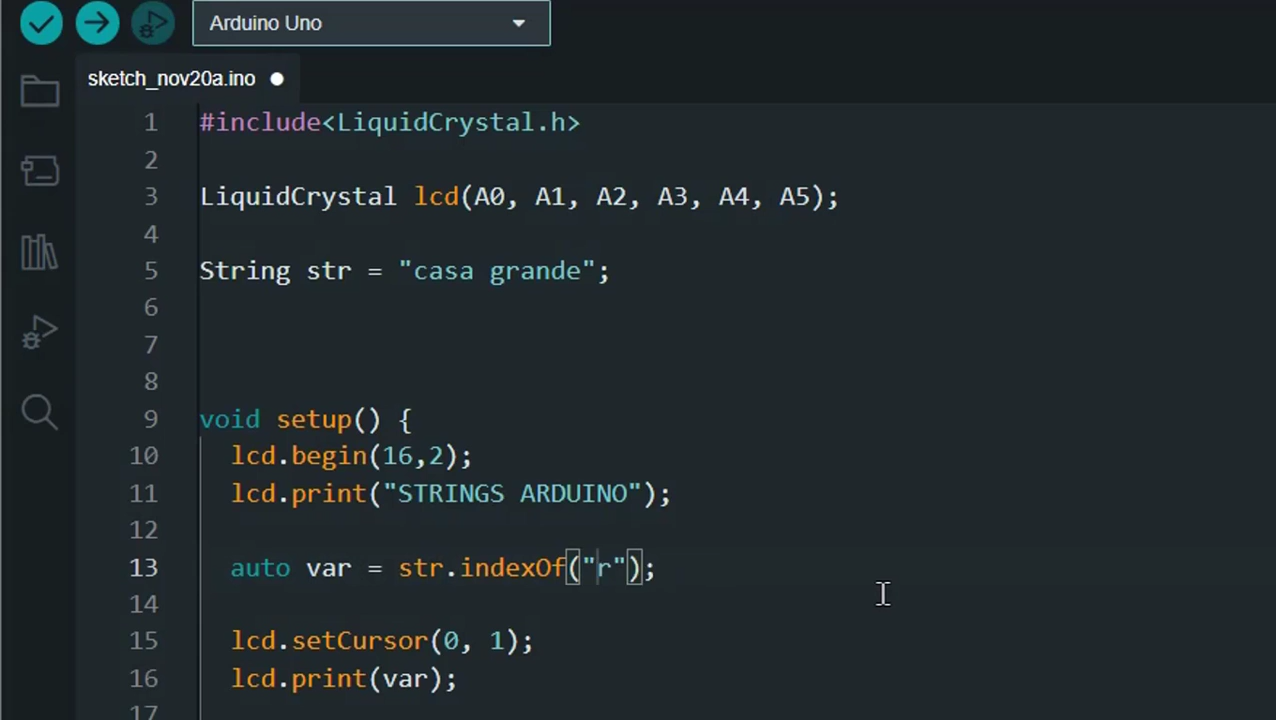 Arduino Uno
sketch_nov20a.ino
1 #include<LiquidCrystal.h>
2
3 LiquidCrystal lcd(A0, A1, A2, A3, A4, A5);
4
5 String str = "casa grande";
6
7
8
9 void setup() {
10 lcd.begin(16,2);
11 lcd.print("STRINGS ARDUINO");
12
13 auto var = str.indexOf("r");
14
15 lcd.setCursor(0, 1);
16 lcd.print(var);
17